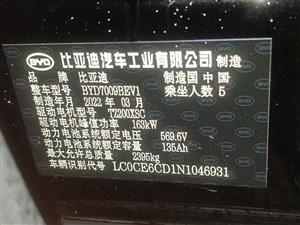 BYD 比亚迪汽车工业有限公司 制造
品牌 比亚迪 制造国 中国
整车型号 BYD7009BEV1 乘坐人数 5
制造年月 2022 年 03 月
驱动电机型号 TZ200XSC
驱动电机峰值功率 163kW
动力电池系统额定电压 569.6V
动力电池系统额定容量 135Ah
最大允许总质量 2395kg
车辆识别代号 LC0CE6CD1N1046931